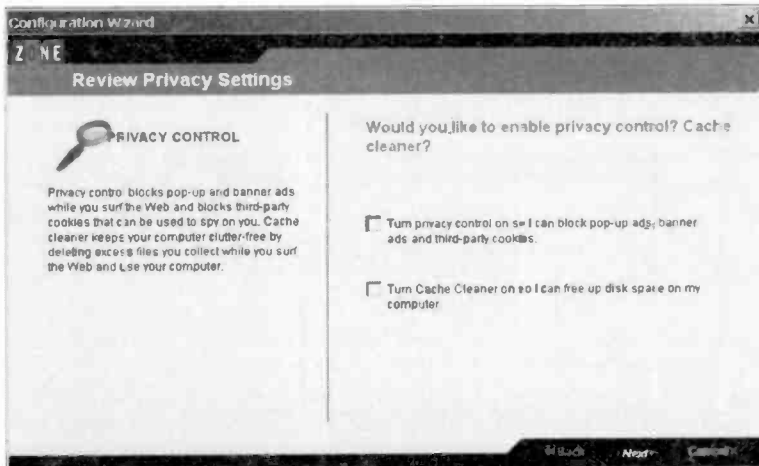 Configuration Wizard
Z NE
Review Privacy Settings
PRIVACY CONTROL
Privacy control blocks pop-up and banner ads
while you surf the Web and blocks third-party
cookies that can be used to spy on you. Cache
cleaner keeps your computer clutter-free by
deleting excess files you collect while you surf
the Web and use your computer.
Would you like to enable privacy control? Cache
cleaner?
Turn privacy control on so I can block pop-up ads, banner
ads and third-party cookies.
Turn Cache Cleaner on so I can free up disk space on my
computer
< Back Next > Cancel